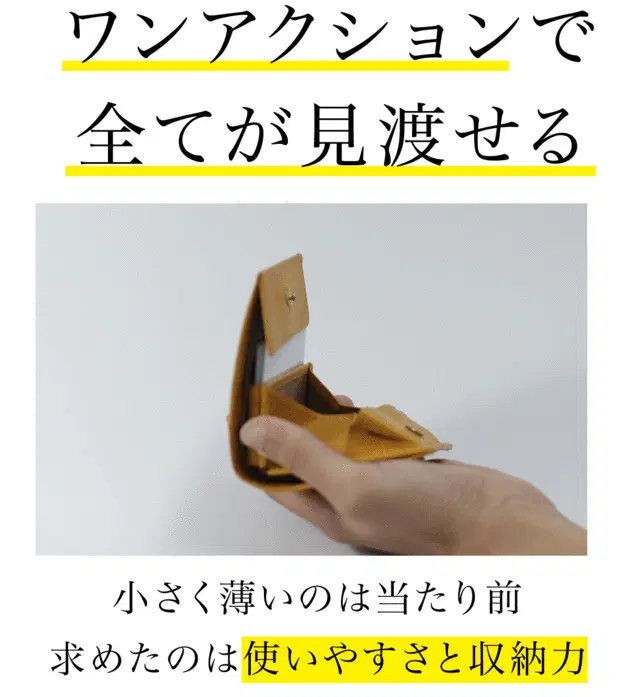 ワンアクションで
全てが見渡せる
小さく薄いのは当たり前
求めたのは使いやすさと収納力